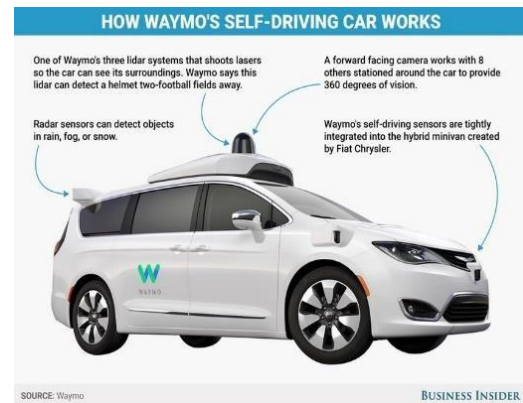 HOW WAYMO'S SELF-DRIVING CAR WORKS
One of Waymo's three lidar systems that shoots lasers
so the car can see its surroundings. Waymo says this
lidar can detect a helmet two-football fields away.
A forward facing camera works with 8
others stationed around the car to provide
360 degrees of vision.
Radar sensors can detect objects
in rain, fog, or snow.
Waymo's self-driving sensors are tightly
integrated into the hybrid minivan created
by Fiat Chrysler.
WAYMO
SOURCE: Waymo
BUSINESS INSIDER